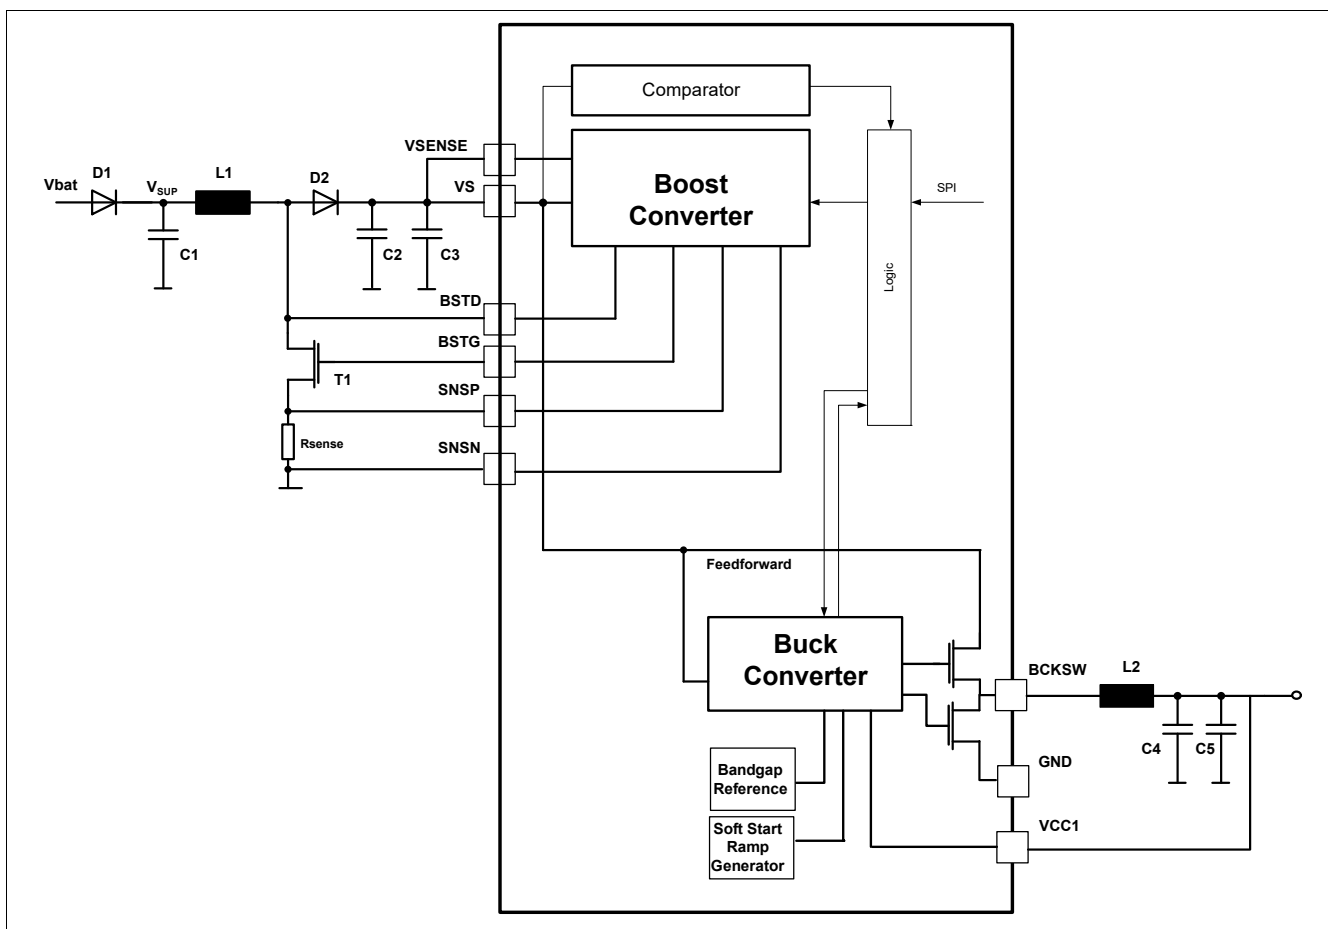 Comparator
VSENSE
Boost
Converter
D1
L1
D2
VS
Vbat
VSUP
SPI
C1
C2
C3
Logic
BSTD
BSTG
T1
SNSP
Rsense
SNSN
Feedforward
Buck
Converter
BCKSW
L2
C4
C5
GND
Bandgap
Reference
VCC1
Soft Start
Ramp
Generator